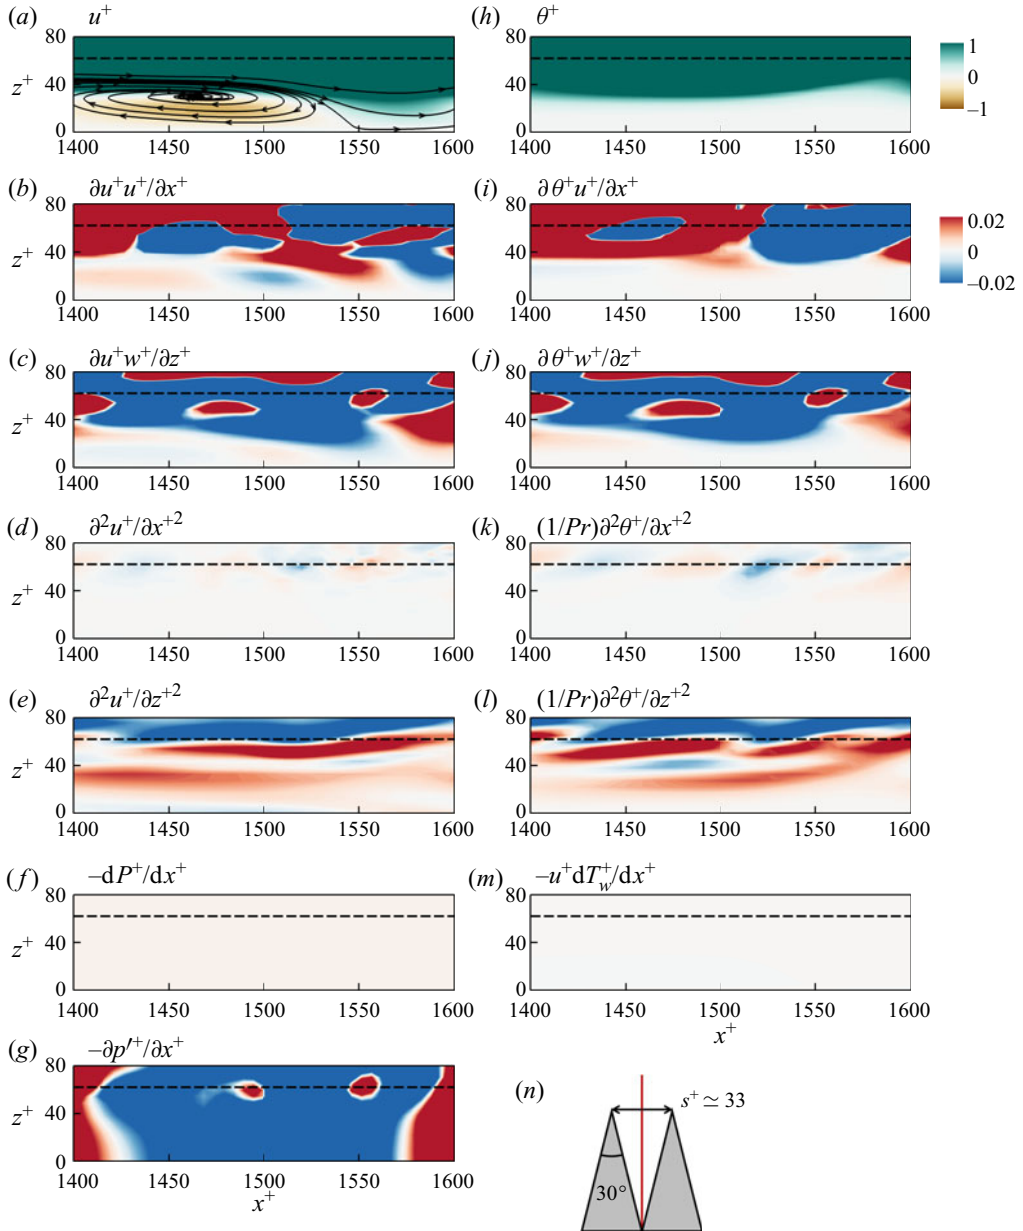 (a) u⁺ (h) θ⁺
80 80
z⁺ 40 40
0 0
1400 1450 1500 1550 1600 1400 1450 1500 1550 1600
1
0
–1
(b) ∂u⁺u⁺/∂x⁺ (i) ∂θ⁺u⁺/∂x⁺
80 80
z⁺ 40 40
0 0
1400 1450 1500 1550 1600 1400 1450 1500 1550 1600
0.02
0
–0.02
(c) ∂u⁺w⁺/∂z⁺ (j) ∂θ⁺w⁺/∂z⁺
80 80
z⁺ 40 40
0 0
1400 1450 1500 1550 1600 1400 1450 1500 1550 1600
(d) ∂²u⁺/∂x⁺² (k) (1/Pr)∂²θ⁺/∂x⁺²
80 80
z⁺ 40 40
0 0
1400 1450 1500 1550 1600 1400 1450 1500 1550 1600
(e) ∂²u⁺/∂z⁺² (l) (1/Pr)∂²θ⁺/∂z⁺²
80 80
z⁺ 40 40
0 0
1400 1450 1500 1550 1600 1400 1450 1500 1550 1600
(f) –dP⁺/dx⁺ (m) –u⁺dT_w⁺/dx⁺
80 80
z⁺ 40 40
0 0
1400 1450 1500 1550 1600 1400 1450 1500 1550 1600
x⁺
(g) –∂p′⁺/∂x⁺
80
z⁺ 40
0
1400 1450 1500 1550 1600
x⁺
(n) s⁺ ≃ 33
30°